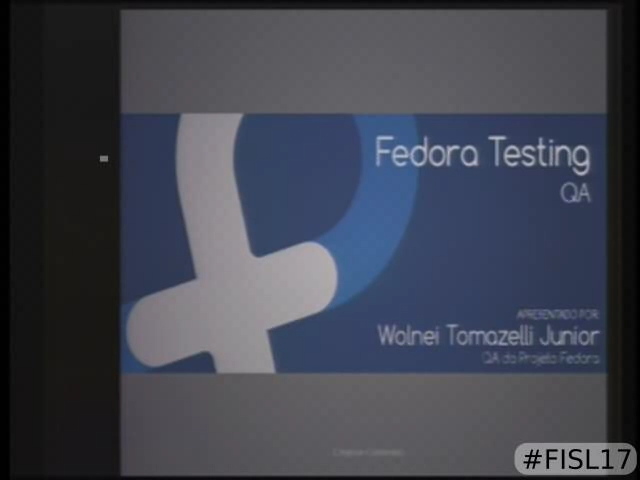 Fedora Testing
QA
APRESENTADO POR:
Wolnei Tomazelli Junior
QA do Projeto Fedora
#FISL17